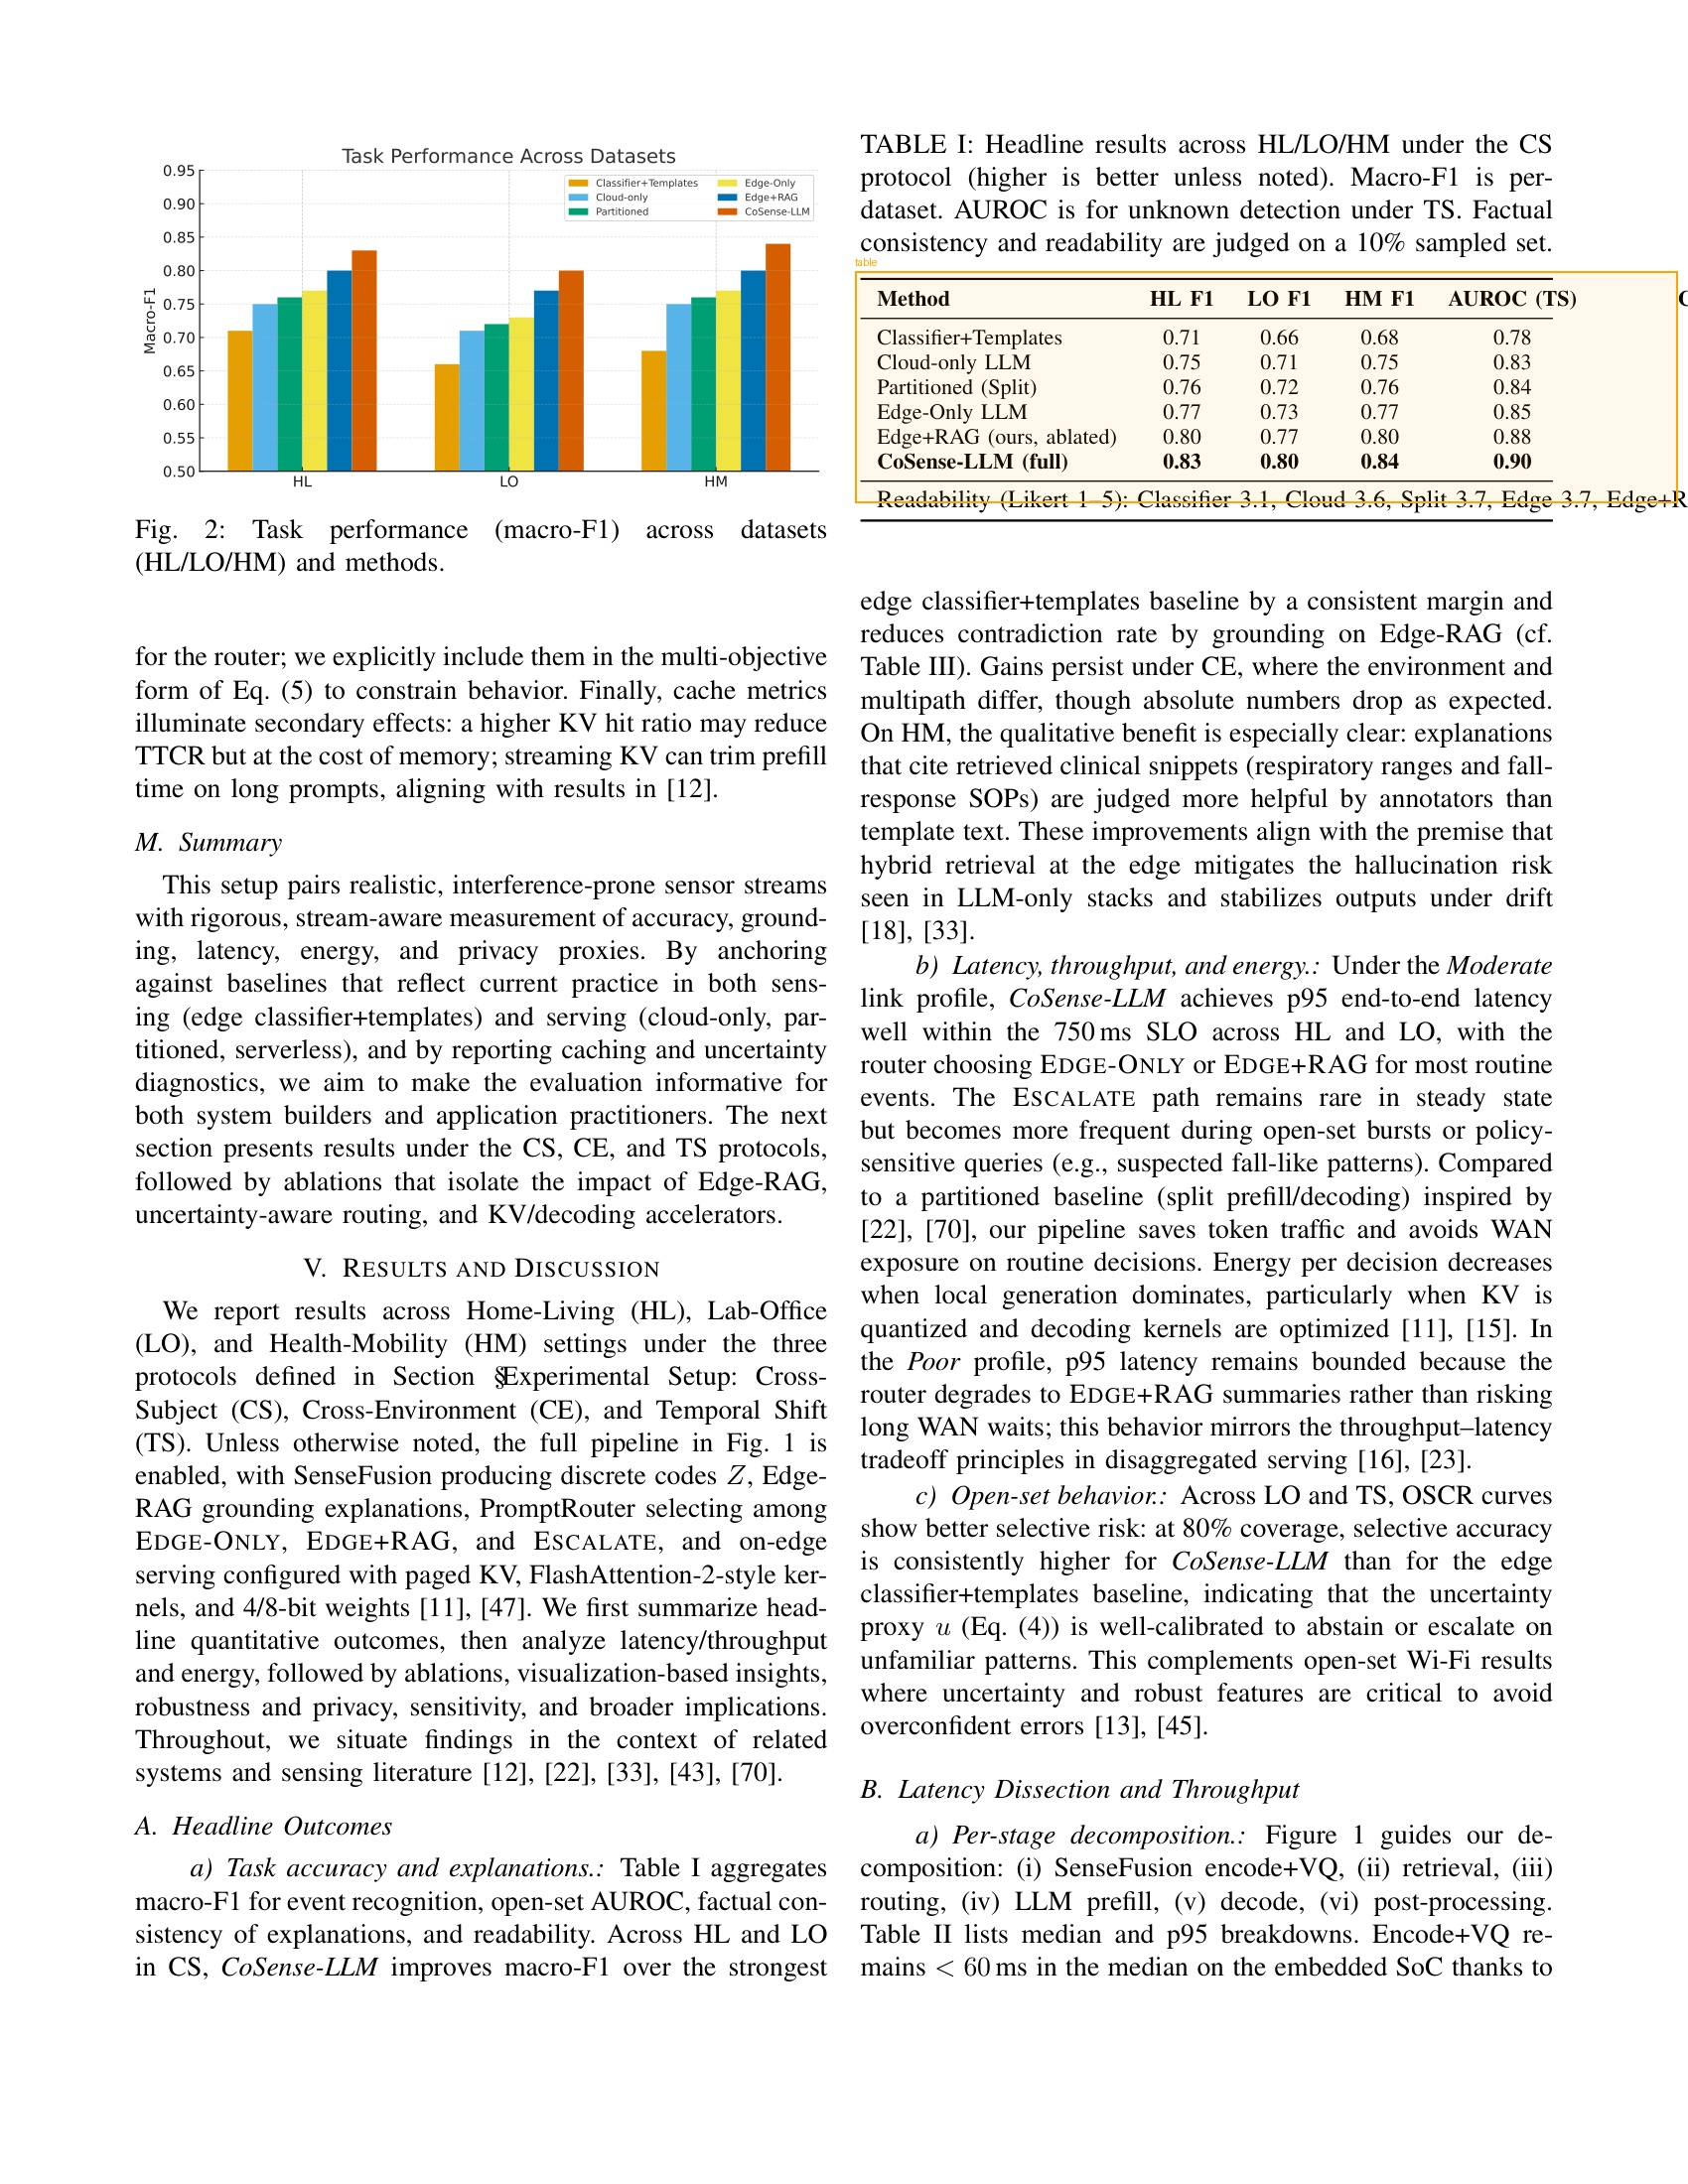 Task Performance Across Datasets
0.95
0.90
0.85
0.80
0.75
0.70
0.65
0.60
0.55
0.50
Macro-F1
Classifier+Templates
Cloud-only
Partitioned
Edge-Only
Edge+RAG
CoSense-LLM
HL
LO
HM
Fig. 2: Task performance (macro-F1) across datasets
(HL/LO/HM) and methods.
for the router; we explicitly include them in the multi-objective
form of Eq. (5) to constrain behavior. Finally, cache metrics
illuminate secondary effects: a higher KV hit ratio may reduce
TTCR but at the cost of memory; streaming KV can trim prefill
time on long prompts, aligning with results in [12].
M. Summary
This setup pairs realistic, interference-prone sensor streams
with rigorous, stream-aware measurement of accuracy, ground-
ing, latency, energy, and privacy proxies. By anchoring
against baselines that reflect current practice in both sens-
ing (edge classifier+templates) and serving (cloud-only, par-
titioned, serverless), and by reporting caching and uncertainty
diagnostics, we aim to make the evaluation informative for
both system builders and application practitioners. The next
section presents results under the CS, CE, and TS protocols,
followed by ablations that isolate the impact of Edge-RAG,
uncertainty-aware routing, and KV/decoding accelerators.
V. RESULTS AND DISCUSSION
We report results across Home-Living (HL), Lab-Office
(LO), and Health-Mobility (HM) settings under the three
protocols defined in Section §Experimental Setup: Cross-
Subject (CS), Cross-Environment (CE), and Temporal Shift
(TS). Unless otherwise noted, the full pipeline in Fig. 1 is
enabled, with SenseFusion producing discrete codes Z, Edge-
RAG grounding explanations, PromptRouter selecting among
EDGE-ONLY, EDGE+RAG, and ESCALATE, and on-edge
serving configured with paged KV, FlashAttention-2-style ker-
nels, and 4/8-bit weights [11], [47]. We first summarize head-
line quantitative outcomes, then analyze latency/throughput
and energy, followed by ablations, visualization-based insights,
robustness and privacy, sensitivity, and broader implications.
Throughout, we situate findings in the context of related
systems and sensing literature [12], [22], [33], [43], [70].
A. Headline Outcomes
a) Task accuracy and explanations.: Table I aggregates
macro-F1 for event recognition, open-set AUROC, factual con-
sistency of explanations, and readability. Across HL and LO
in CS, CoSense-LLM improves macro-F1 over the strongest
TABLE I: Headline results across HL/LO/HM under the CS
protocol (higher is better unless noted). Macro-F1 is per-
dataset. AUROC is for unknown detection under TS. Factual
consistency and readability are judged on a 10% sampled set.
table
Method HL F1 LO F1 HM F1 AUROC (TS)
Classifier+Templates 0.71 0.66 0.68 0.78
Cloud-only LLM 0.75 0.71 0.75 0.83
Partitioned (Split) 0.76 0.72 0.76 0.84
Edge-Only LLM 0.77 0.73 0.77 0.85
Edge+RAG (ours, ablated) 0.80 0.77 0.80 0.88
CoSense-LLM (full) 0.83 0.80 0.84 0.90
Readability (Likert 1–5): Classifier 3.1, Cloud 3.6, Split 3.7, Edge 3.7, Edge+R
edge classifier+templates baseline by a consistent margin and
reduces contradiction rate by grounding on Edge-RAG (cf.
Table III). Gains persist under CE, where the environment and
multipath differ, though absolute numbers drop as expected.
On HM, the qualitative benefit is especially clear: explanations
that cite retrieved clinical snippets (respiratory ranges and fall-
response SOPs) are judged more helpful by annotators than
template text. These improvements align with the premise that
hybrid retrieval at the edge mitigates the hallucination risk
seen in LLM-only stacks and stabilizes outputs under drift
[18], [33].
b) Latency, throughput, and energy.: Under the Moderate
link profile, CoSense-LLM achieves p95 end-to-end latency
well within the 750 ms SLO across HL and LO, with the
router choosing EDGE-ONLY or EDGE+RAG for most routine
events. The ESCALATE path remains rare in steady state
but becomes more frequent during open-set bursts or policy-
sensitive queries (e.g., suspected fall-like patterns). Compared
to a partitioned baseline (split prefill/decoding) inspired by
[22], [70], our pipeline saves token traffic and avoids WAN
exposure on routine decisions. Energy per decision decreases
when local generation dominates, particularly when KV is
quantized and decoding kernels are optimized [11], [15]. In
the Poor profile, p95 latency remains bounded because the
router degrades to EDGE+RAG summaries rather than risking
long WAN waits; this behavior mirrors the throughput–latency
tradeoff principles in disaggregated serving [16], [23].
c) Open-set behavior.: Across LO and TS, OSCR curves
show better selective risk: at 80% coverage, selective accuracy
is consistently higher for CoSense-LLM than for the edge
classifier+templates baseline, indicating that the uncertainty
proxy u (Eq. (4)) is well-calibrated to abstain or escalate on
unfamiliar patterns. This complements open-set Wi-Fi results
where uncertainty and robust features are critical to avoid
overconfident errors [13], [45].
B. Latency Dissection and Throughput
a) Per-stage decomposition.: Figure 1 guides our de-
composition: (i) SenseFusion encode+VQ, (ii) retrieval, (iii)
routing, (iv) LLM prefill, (v) decode, (vi) post-processing.
Table II lists median and p95 breakdowns. Encode+VQ re-
mains < 60 ms in the median on the embedded SoC thanks to